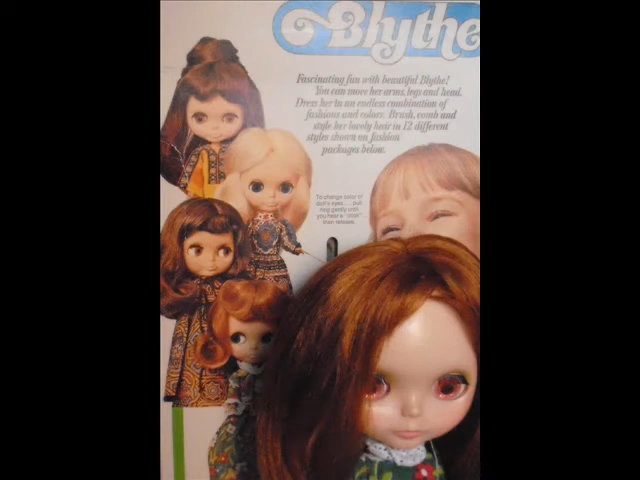 Blythe
Fascinating fun with beautiful Blythe!
You can move her arms, legs and head.
Dress her in an endless combination of
fashions and colors. Brush, comb and
style her lovely hair in 12 different
styles shown on fashion
packages below.
To change color of
doll's eyes . . . pull
ring gently until
you hear a "click"
then release.